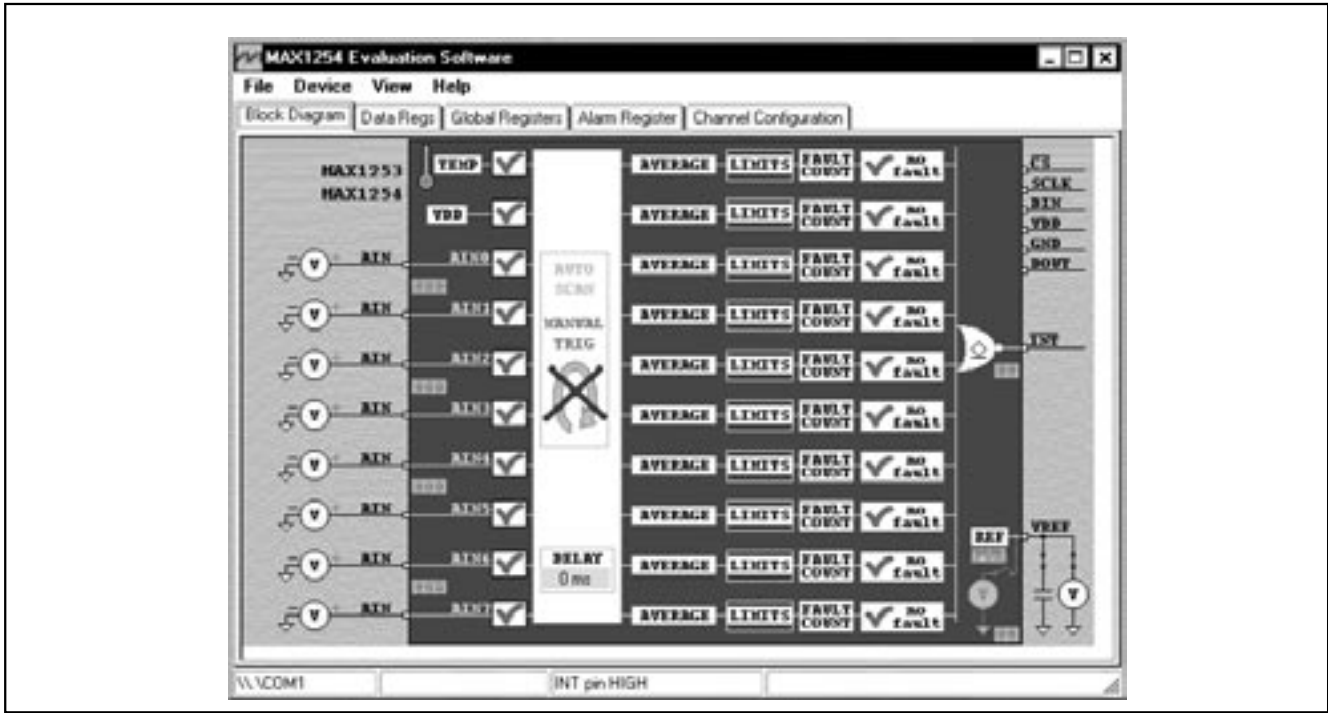 MAX1254 Evaluation Software
File Device View Help
Block Diagram Data Regs Global Registers Alarm Register Channel Configuration
MAX1253
MAX1254
TEMP AVERAGE LIMITS FAULT COUNT no fault
VDD AVERAGE LIMITS FAULT COUNT no fault
AIN AIN0 AVERAGE LIMITS FAULT COUNT no fault
AIN AIN1 AVERAGE LIMITS FAULT COUNT no fault
AIN AIN2 AVERAGE LIMITS FAULT COUNT no fault
AIN AIN3 AVERAGE LIMITS FAULT COUNT no fault
AIN AIN4 AVERAGE LIMITS FAULT COUNT no fault
AIN AIN5 AVERAGE LIMITS FAULT COUNT no fault
AIN AIN6 AVERAGE LIMITS FAULT COUNT no fault
AIN AIN7 AVERAGE LIMITS FAULT COUNT no fault
AUTO
SCAN
MANUAL
TRIG
DELAY
0 ms
CS
SCLK
DIN
VDD
GND
DOUT
INT
REF
VREF
V
V
V
V
V
V
V
V
V
V
\\.\COM1 INT pin HIGH